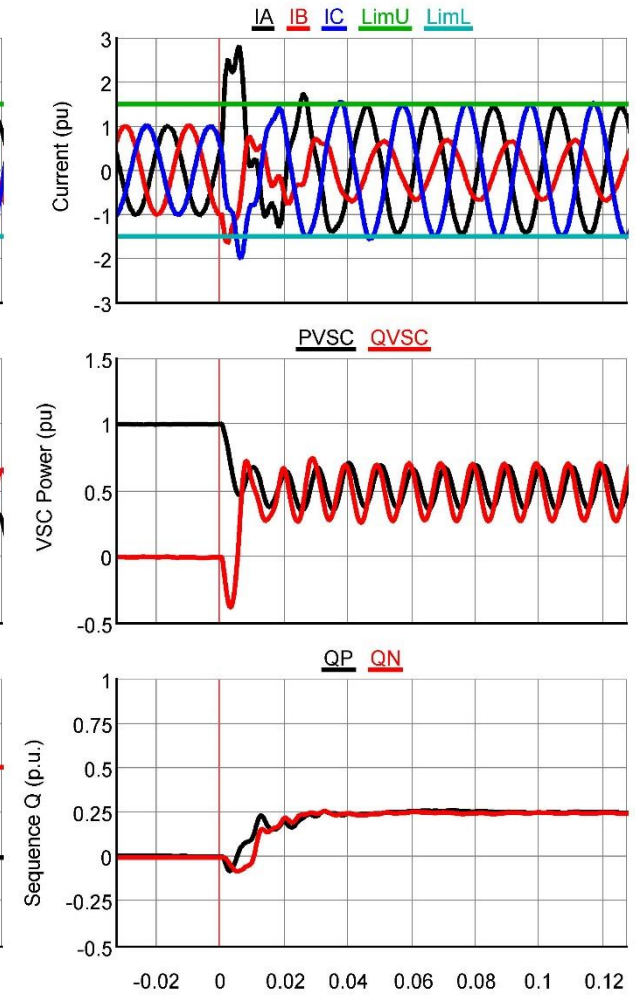 IA IB IC LimU LimL
Current (pu)
3
2
1
0
-1
-2
-3
PVSC QVSC
VSC Power (pu)
1.5
1
0.5
0
-0.5
QP QN
Sequence Q (p.u.)
1
0.75
0.5
0.25
0
-0.25
-0.5
-0.02 0 0.02 0.04 0.06 0.08 0.1 0.12